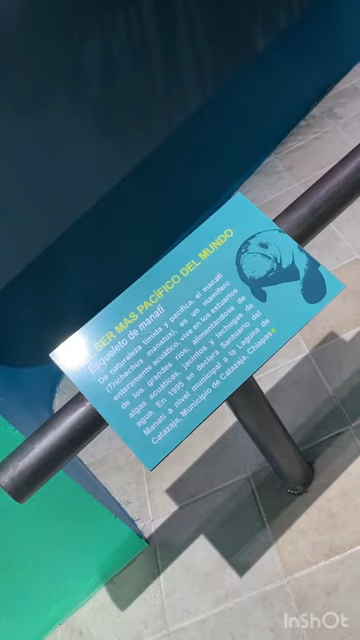 SER MÁS PACÍFICO DEL MUNDO
Esqueleto de manatí
De naturaleza tímida y pacífica, el manatí
(Trichechus manatus), es un mamífero
enteramente acuático, vive en los estuarios
de los grandes ríos, alimentándose de
algas acuáticas, jacintos y lechugas de
agua. En 1995 se declara Santuario del
Manatí a nivel municipal a la Laguna de
Catazajá, Municipio de Catazajá, Chiapas
InShOt